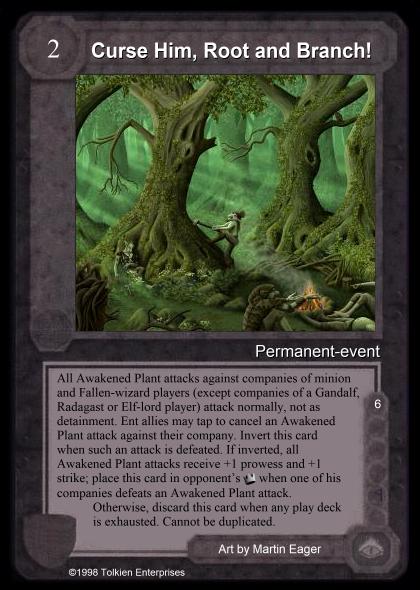 2
Curse Him, Root and Branch!
Permanent-event
All Awakened Plant attacks against companies of minion
and Fallen-wizard players (except companies of a Gandalf,
Radagast or Elf-lord player) attack normally, not as
detainment. Ent allies may tap to cancel an Awakened
Plant attack against their company. Invert this card
when such an attack is defeated. If inverted, all
Awakened Plant attacks receive +1 prowess and +1
strike; place this card in opponent's when one of his
companies defeats an Awakened Plant attack.
Otherwise, discard this card when any play deck
is exhausted. Cannot be duplicated.
6
Art by Martin Eager
©1998 Tolkien Enterprises